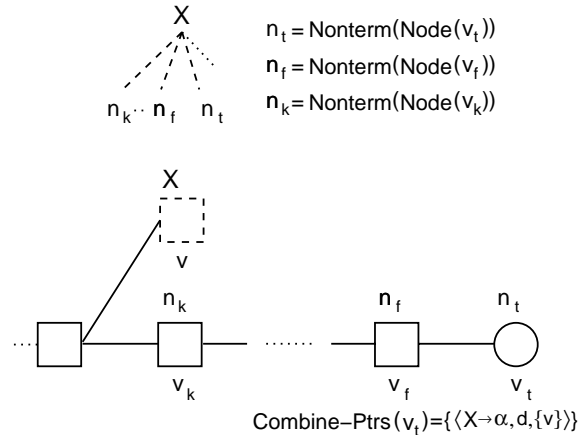 X
n_t = Nonterm(Node(v_t))
n_f = Nonterm(Node(v_f))
n_k = Nonterm(Node(v_k))
n_k ·· n_f n_t
X
v
n_k n_f n_t
v_k v_f v_t
Combine−Ptrs(v_t)={⟨X→α,d,{v}⟩}